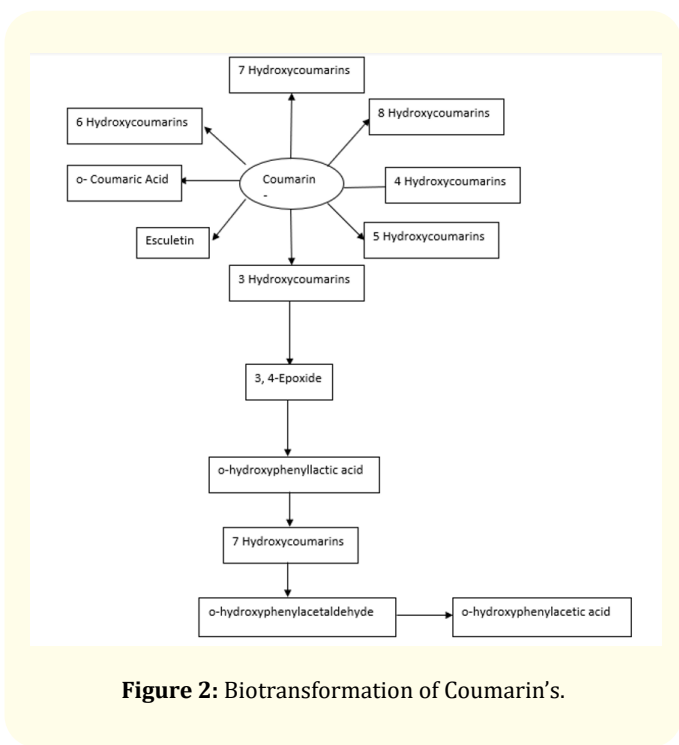 7 Hydroxycoumarins
8 Hydroxycoumarins
6 Hydroxycoumarins
o- Coumaric Acid
Coumarin
-
4 Hydroxycoumarins
Esculetin
5 Hydroxycoumarins
3 Hydroxycoumarins
3, 4-Epoxide
o-hydroxyphenyllactic acid
7 Hydroxycoumarins
o-hydroxyphenylacetaldehyde
o-hydroxyphenylacetic acid
Figure 2: Biotransformation of Coumarin’s.